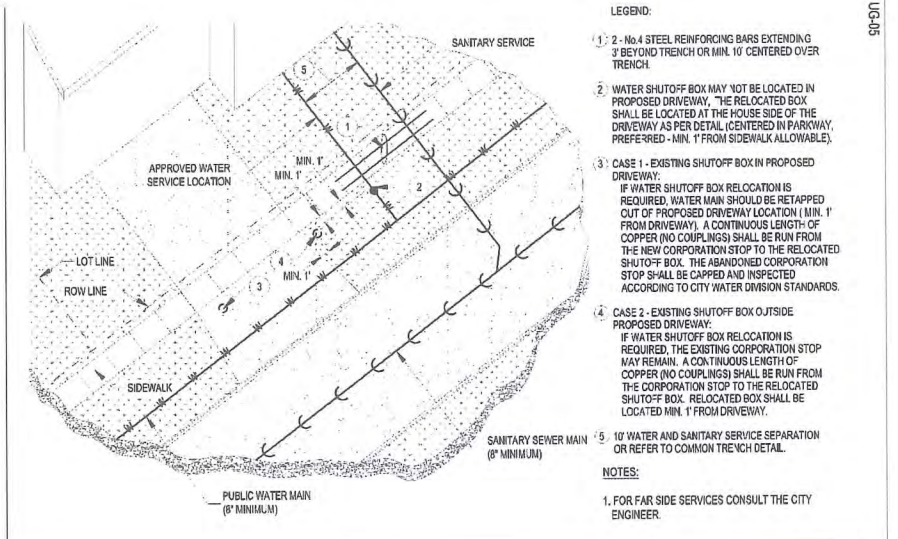 UG-05
LEGEND:
1 2 - No.4 STEEL REINFORCING BARS EXTENDING
3' BEYOND TRENCH OR MIN. 10' CENTERED OVER
TRENCH.
2 WATER SHUTOFF BOX MAY NOT BE LOCATED IN
PROPOSED DRIVEWAY, THE RELOCATED BOX
SHALL BE LOCATED AT THE HOUSE SIDE OF THE
DRIVEWAY AS PER DETAIL (CENTERED IN PARKWAY,
PREFERRED - MIN. 1' FROM SIDEWALK ALLOWABLE).
3 CASE 1 - EXISTING SHUTOFF BOX IN PROPOSED
DRIVEWAY:
IF WATER SHUTOFF BOX RELOCATION IS
REQUIRED, WATER MAIN SHOULD BE RETAPPED
OUT OF PROPOSED DRIVEWAY LOCATION ( MIN. 1'
FROM DRIVEWAY). A CONTINUOUS LENGTH OF
COPPER (NO COUPLINGS) SHALL BE RUN FROM
THE NEW CORPORATION STOP TO THE RELOCATED
SHUTOFF BOX. THE ABANDONED CORPORATION
STOP SHALL BE CAPPED AND INSPECTED
ACCORDING TO CITY WATER DIVISION STANDARDS.
4 CASE 2 - EXISTING SHUTOFF BOX OUTSIDE
PROPOSED DRIVEWAY:
IF WATER SHUTOFF BOX RELOCATION IS
REQUIRED, THE EXISTING CORPORATION STOP
MAY REMAIN. A CONTINUOUS LENGTH OF
COPPER (NO COUPLINGS) SHALL BE RUN FROM
THE CORPORATION STOP TO THE RELOCATED
SHUTOFF BOX. RELOCATED BOX SHALL BE
LOCATED MIN. 1' FROM DRIVEWAY.
5 10' WATER AND SANITARY SERVICE SEPARATION
OR REFER TO COMMON TRENCH DETAIL.
NOTES:
1. FOR FAR SIDE SERVICES CONSULT THE CITY
ENGINEER.
SANITARY SERVICE
5
1
MIN. 1'
MIN. 1'
2
APPROVED WATER
SERVICE LOCATION
4
MIN. 1'
3
LOT LINE
ROW LINE
SIDEWALK
SANITARY SEWER MAIN
(8" MINIMUM)
PUBLIC WATER MAIN
(8" MINIMUM)